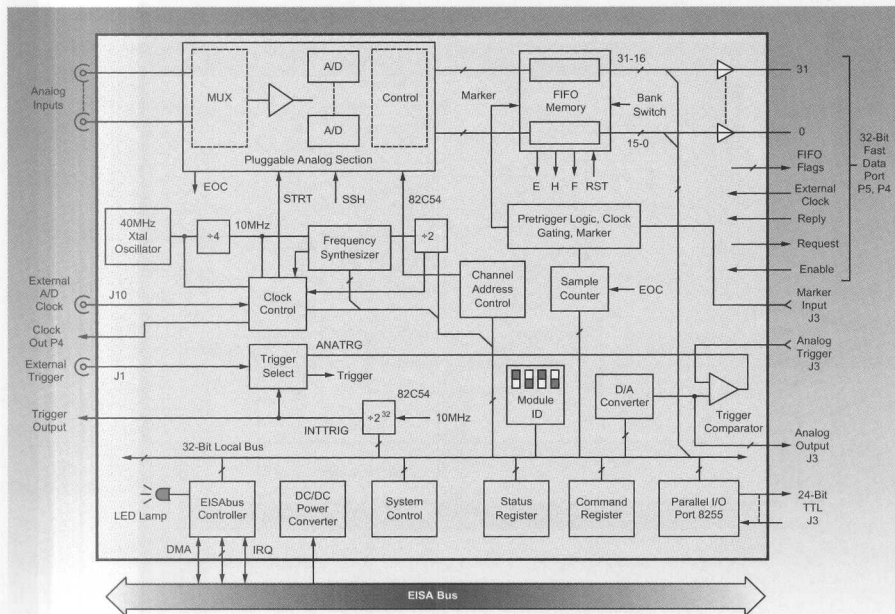 Analog
Inputs
MUX
A/D
A/D
Control
Pluggable Analog Section
Marker
31-16
FIFO
Memory
Bank
Switch
15-0
31
0
32-Bit
Fast
Data
Port
P5, P4
FIFO
Flags
External
Clock
Reply
Request
Enable
EOC
STRT
SSH
82C54
E
H
F
RST
40MHz
Xtal
Oscillator
÷4
10MHz
Frequency
Synthesizer
÷2
Pretrigger Logic, Clock
Gating, Marker
External
A/D
Clock
J10
Clock
Control
Channel
Address
Control
Sample
Counter
EOC
Marker
Input
J3
Clock
Out P4
ANATRG
External
Trigger
J1
Trigger
Select
Trigger
82C54
Module
ID
D/A
Converter
Analog
Trigger
J3
Trigger
Comparator
Trigger
Output
INTTRIG
÷2³²
10MHz
Analog
Output
J3
32-Bit Local Bus
LED Lamp
EISAbus
Controller
DC/DC
Power
Converter
System
Control
Status
Register
Command
Register
Parallel I/O
Port 8255
24-Bit
TTL
J3
DMA
IRQ
EISA Bus